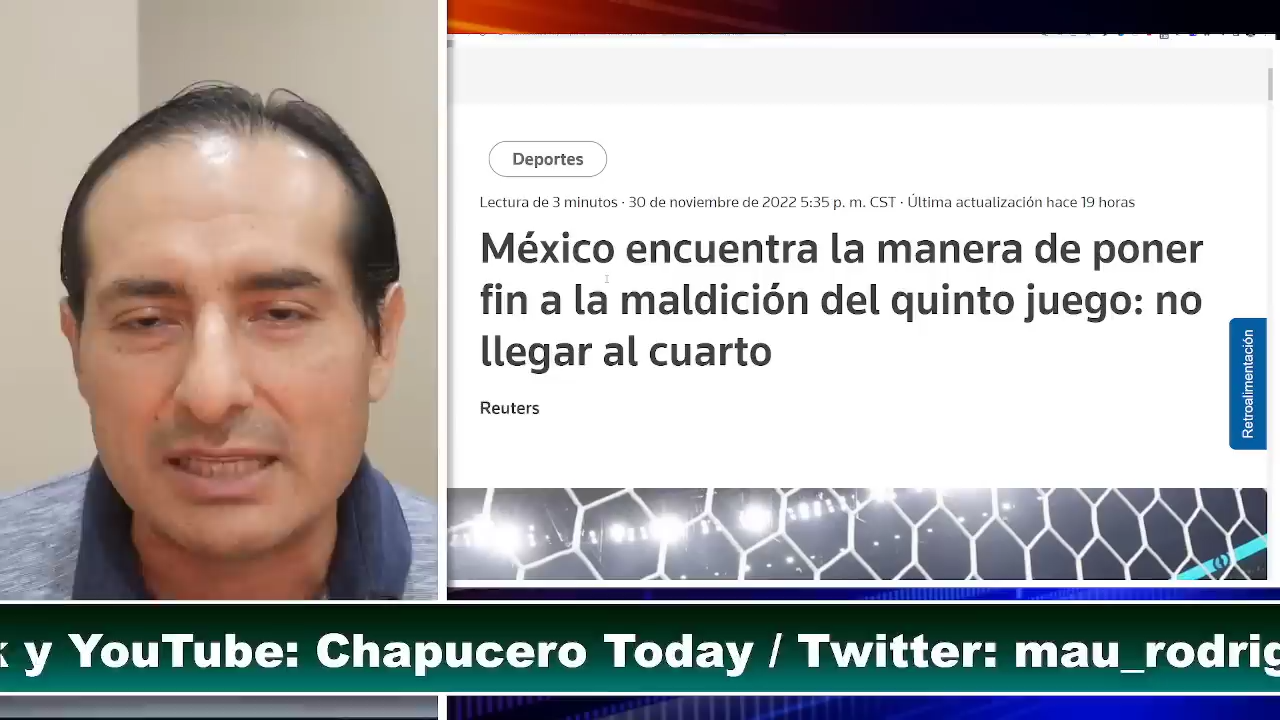 Deportes
Lectura de 3 minutos · 30 de noviembre de 2022 5:35 p. m. CST · Última actualización hace 19 horas
México encuentra la manera de poner
fin a la maldición del quinto juego: no
llegar al cuarto
Reuters
Retroalimentación
y YouTube: Chapucero Today / Twitter: mau_rodrig